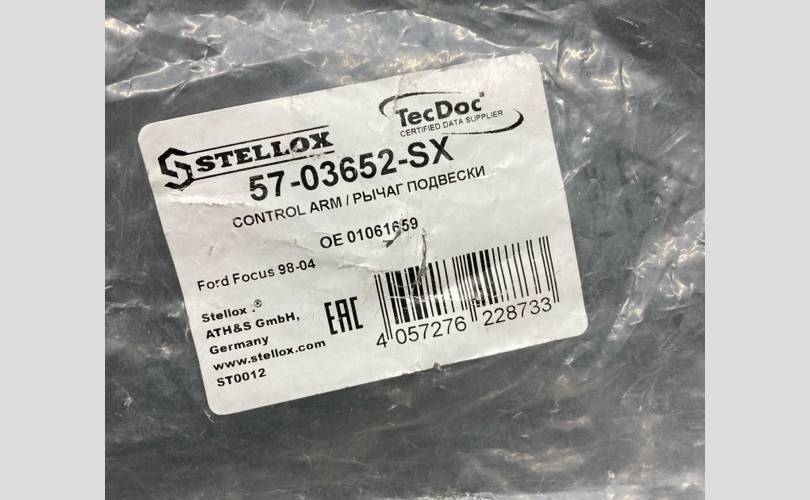 TecDoc
CERTIFIED DATA SUPPLIER
STELLOX
57-03652-SX
CONTROL ARM / РЫЧАГ ПОДВЕСКИ
OE 01061659
Ford Focus 98-04
Stellox .®
ATH&S GmbH,
Germany
www.stellox.com
ST0012
EAC
4 057276 228733